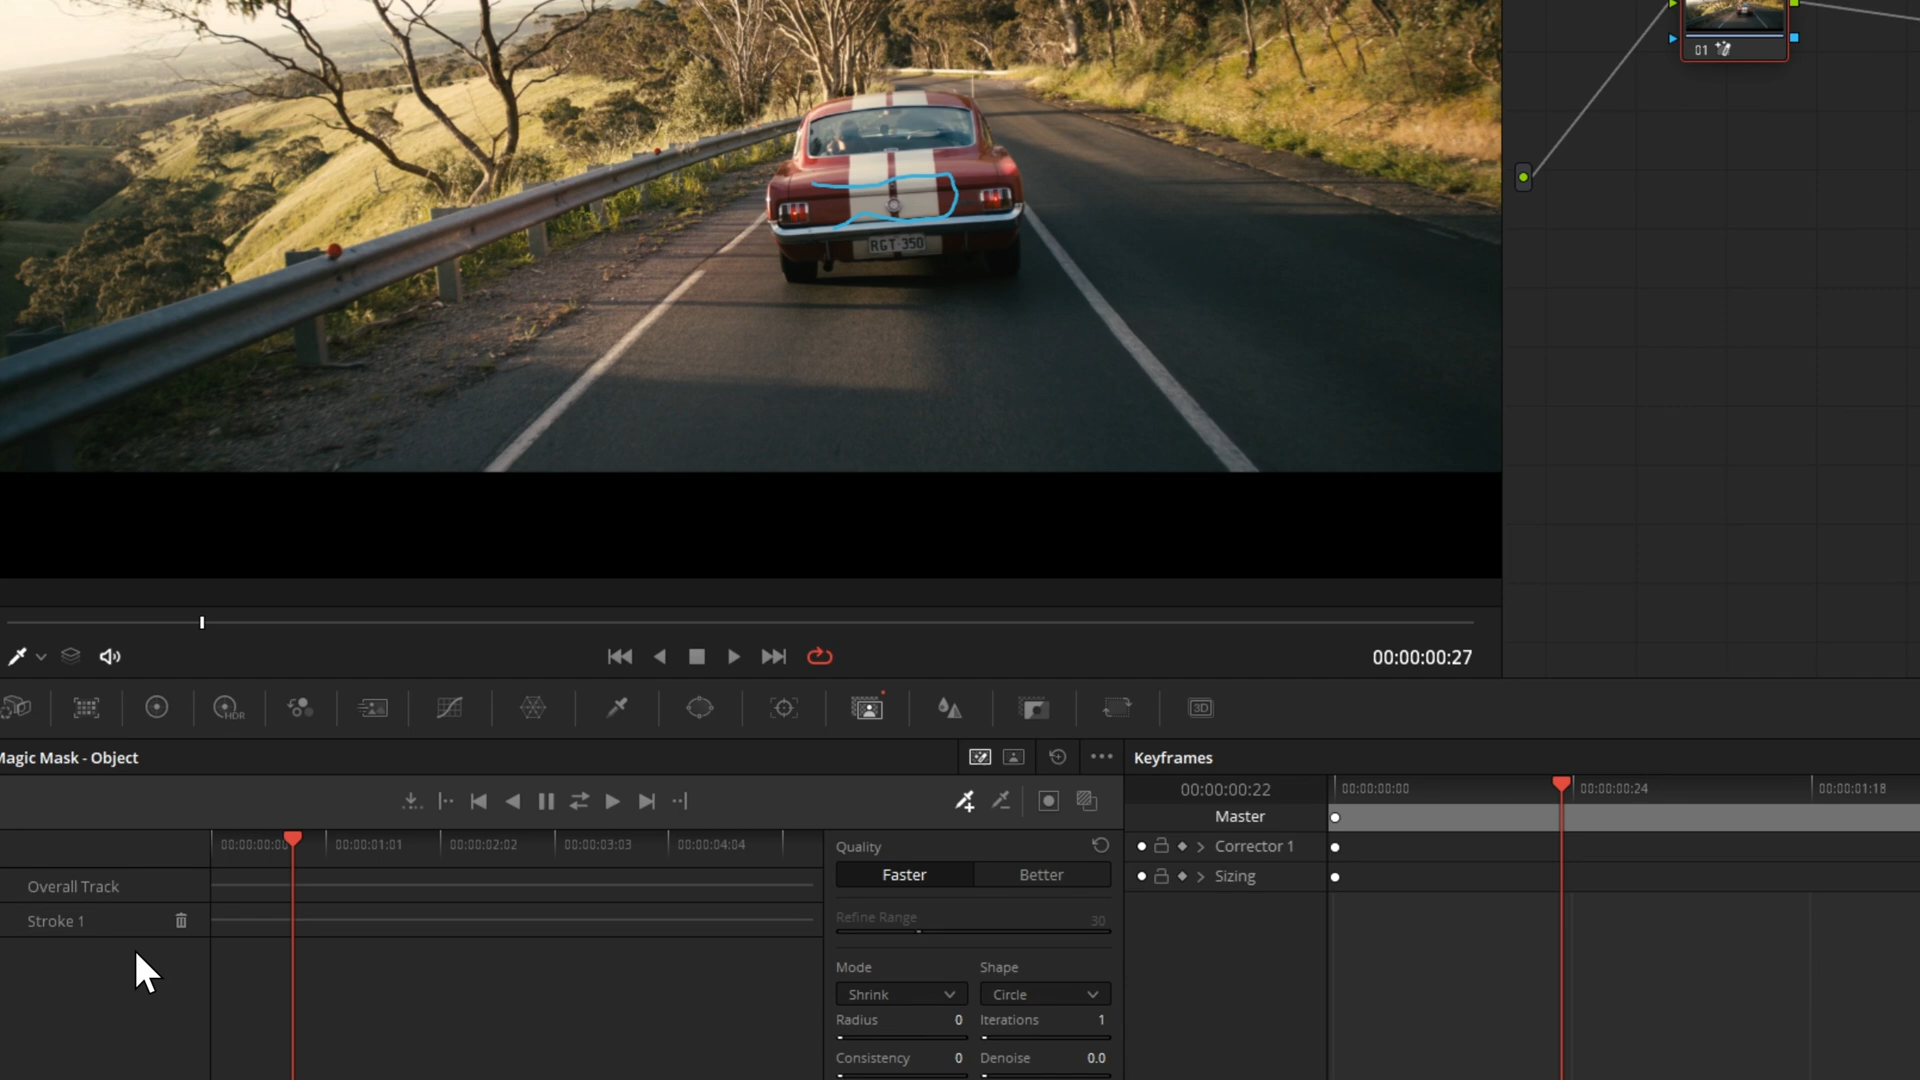 01
RGT·350
00:00:00:27
HDR
3D
Magic Mask - Object
Keyframes
00:00:00:22
00:00:00:00
00:00:00:24
00:00:01:18
Master
Corrector 1
Sizing
00:00:00:00
00:00:01:01
00:00:02:02
00:00:03:03
00:00:04:04
Overall Track
Stroke 1
Quality
Faster
Better
Refine Range
30
Mode
Shape
Shrink
Circle
Radius
0
Iterations
1
Consistency
0
Denoise
0.0